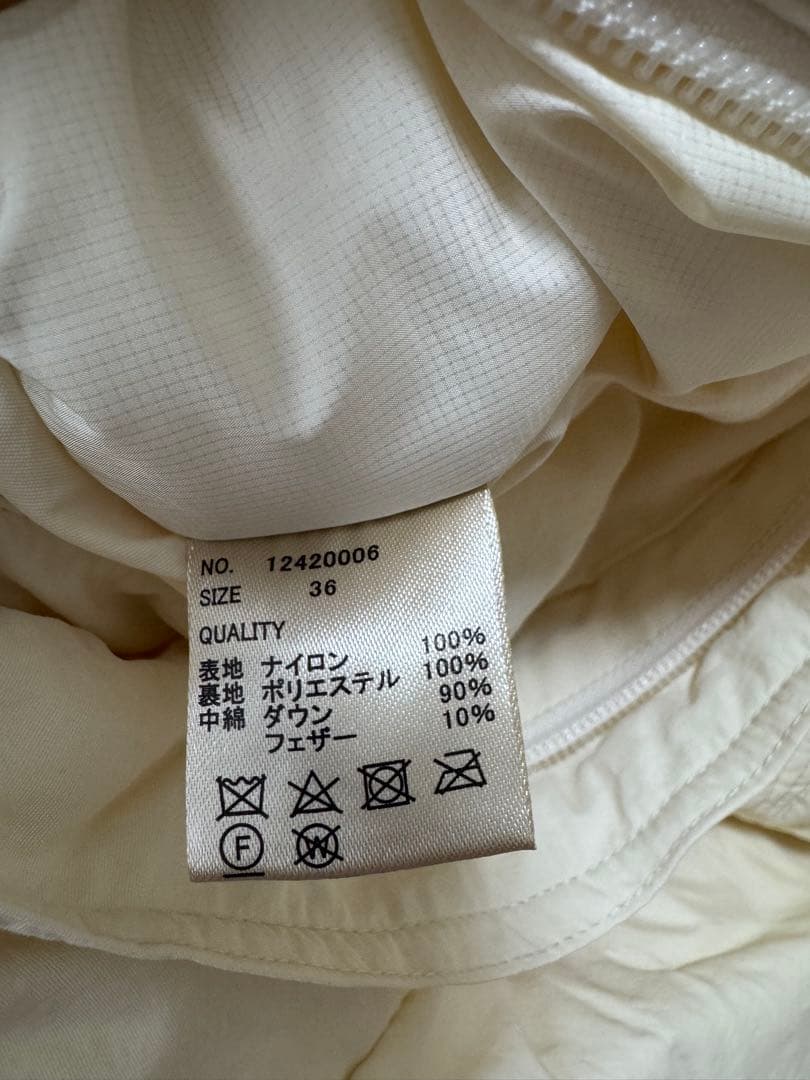 NO. 12420006
SIZE 36
QUALITY
表地 ナイロン 100%
裏地 ポリエステル 100%
中綿 ダウン 90%
フェザー 10%
F W